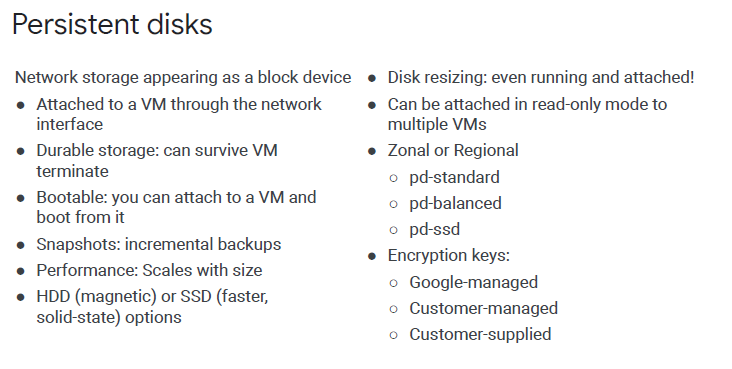 Persistent disks
Network storage appearing as a block device
● Attached to a VM through the network
interface
● Durable storage: can survive VM
terminate
● Bootable: you can attach to a VM and
boot from it
● Snapshots: incremental backups
● Performance: Scales with size
● HDD (magnetic) or SSD (faster,
solid-state) options
● Disk resizing: even running and attached!
● Can be attached in read-only mode to
multiple VMs
● Zonal or Regional
○ pd-standard
○ pd-balanced
○ pd-ssd
● Encryption keys:
○ Google-managed
○ Customer-managed
○ Customer-supplied